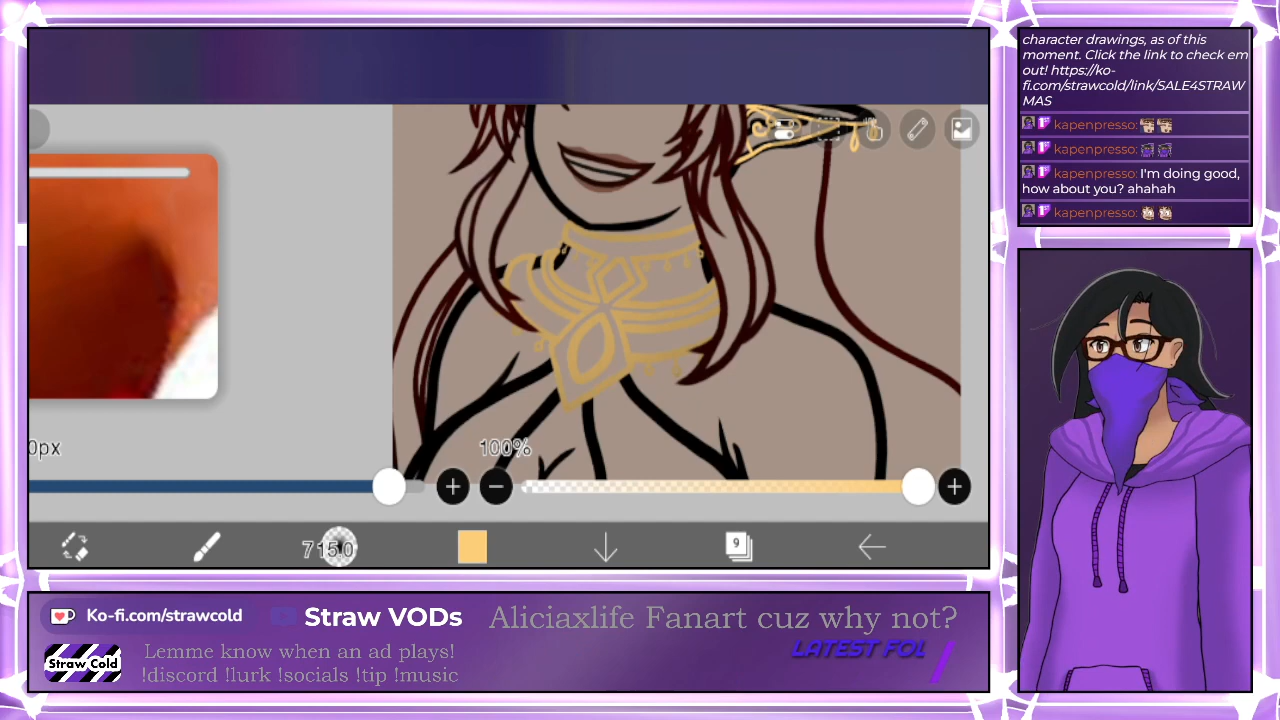 character drawings, as of this
moment. Click the link to check em
out! https://ko-
fi.com/strawcold/link/SALE4STRAW
MAS
kapenpresso:
kapenpresso:
kapenpresso: I'm doing good,
how about you? ahahah
kapenpresso:
0px
100%
715.0
9
Ko-fi.com/strawcold
Straw VODs
Aliciaxlife Fanart cuz why not?
LATEST FOL
Straw Cold
Lemme know when an ad plays!
!discord !lurk !socials !tip !music